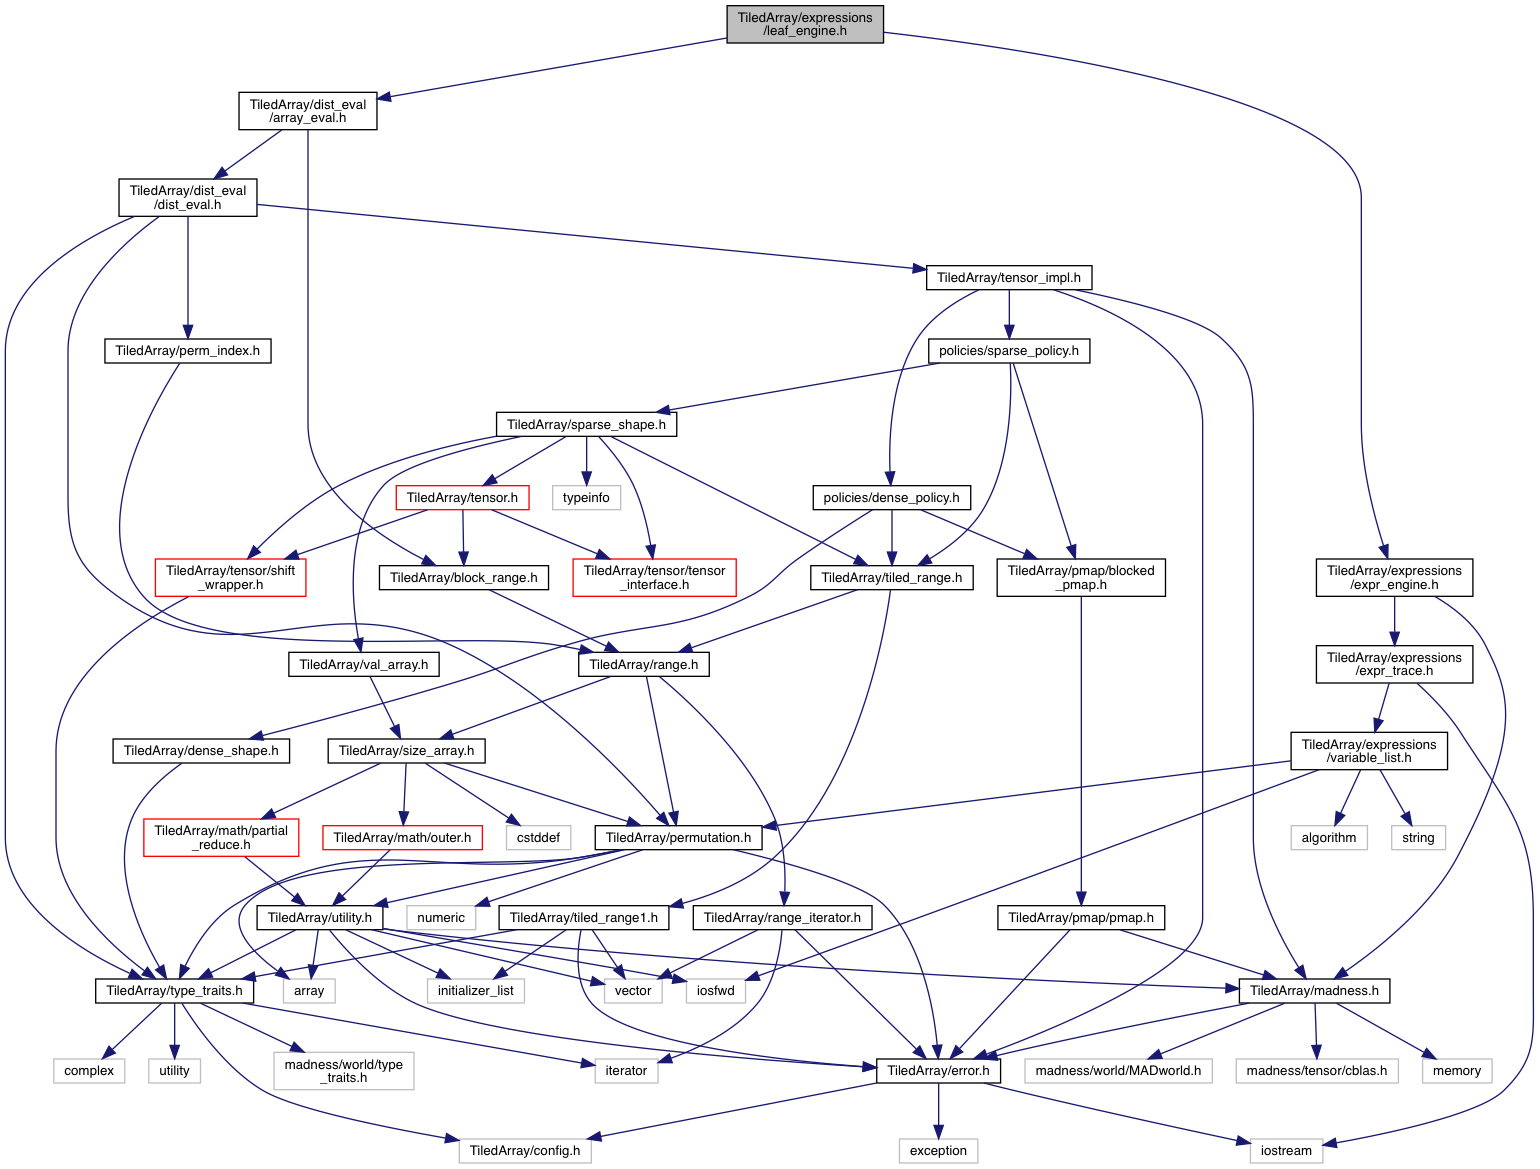 TiledArray/expressions
/leaf_engine.h
TiledArray/dist_eval
/array_eval.h
TiledArray/dist_eval
/dist_eval.h
TiledArray/tensor_impl.h
TiledArray/perm_index.h
policies/sparse_policy.h
TiledArray/sparse_shape.h
TiledArray/tensor.h
typeinfo
policies/dense_policy.h
TiledArray/tensor/shift
_wrapper.h
TiledArray/block_range.h
TiledArray/tensor/tensor
_interface.h
TiledArray/tiled_range.h
TiledArray/pmap/blocked
_pmap.h
TiledArray/expressions
/expr_engine.h
TiledArray/val_array.h
TiledArray/range.h
TiledArray/expressions
/expr_trace.h
TiledArray/dense_shape.h
TiledArray/size_array.h
TiledArray/expressions
/variable_list.h
TiledArray/math/partial
_reduce.h
TiledArray/math/outer.h
cstddef
TiledArray/permutation.h
algorithm
string
TiledArray/utility.h
numeric
TiledArray/tiled_range1.h
TiledArray/range_iterator.h
TiledArray/pmap/pmap.h
TiledArray/type_traits.h
array
initializer_list
vector
iosfwd
TiledArray/madness.h
complex
utility
madness/world/type
_traits.h
iterator
TiledArray/error.h
madness/world/MADworld.h
madness/tensor/cblas.h
memory
TiledArray/config.h
exception
iostream